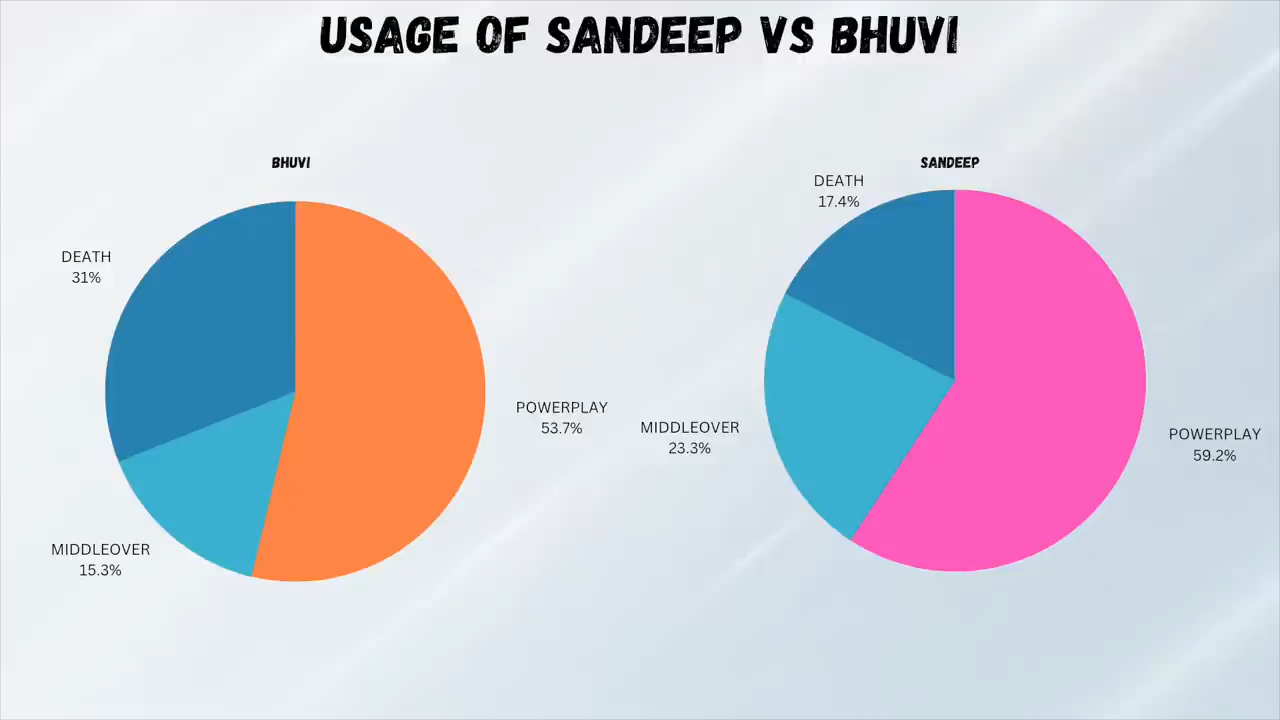 USAGE OF SANDEEP VS BHUVI
BHUVI
DEATH
31%
POWERPLAY
53.7%
MIDDLEOVER
15.3%
SANDEEP
DEATH
17.4%
MIDDLEOVER
23.3%
POWERPLAY
59.2%